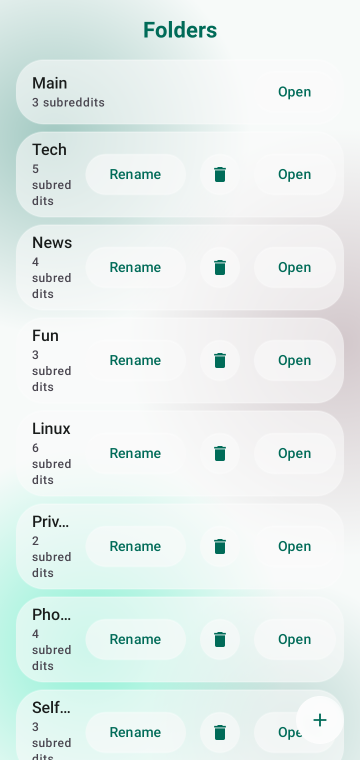 Folders
Main
3 subreddits
Open
Tech
5
subred
dits
Rename
Open
News
4
subred
dits
Rename
Open
Fun
3
subred
dits
Rename
Open
Linux
6
subred
dits
Rename
Open
Priv...
2
subred
dits
Rename
Open
Pho...
4
subred
dits
Rename
Open
Self...
3
subred
dits
Rename
Ope
+